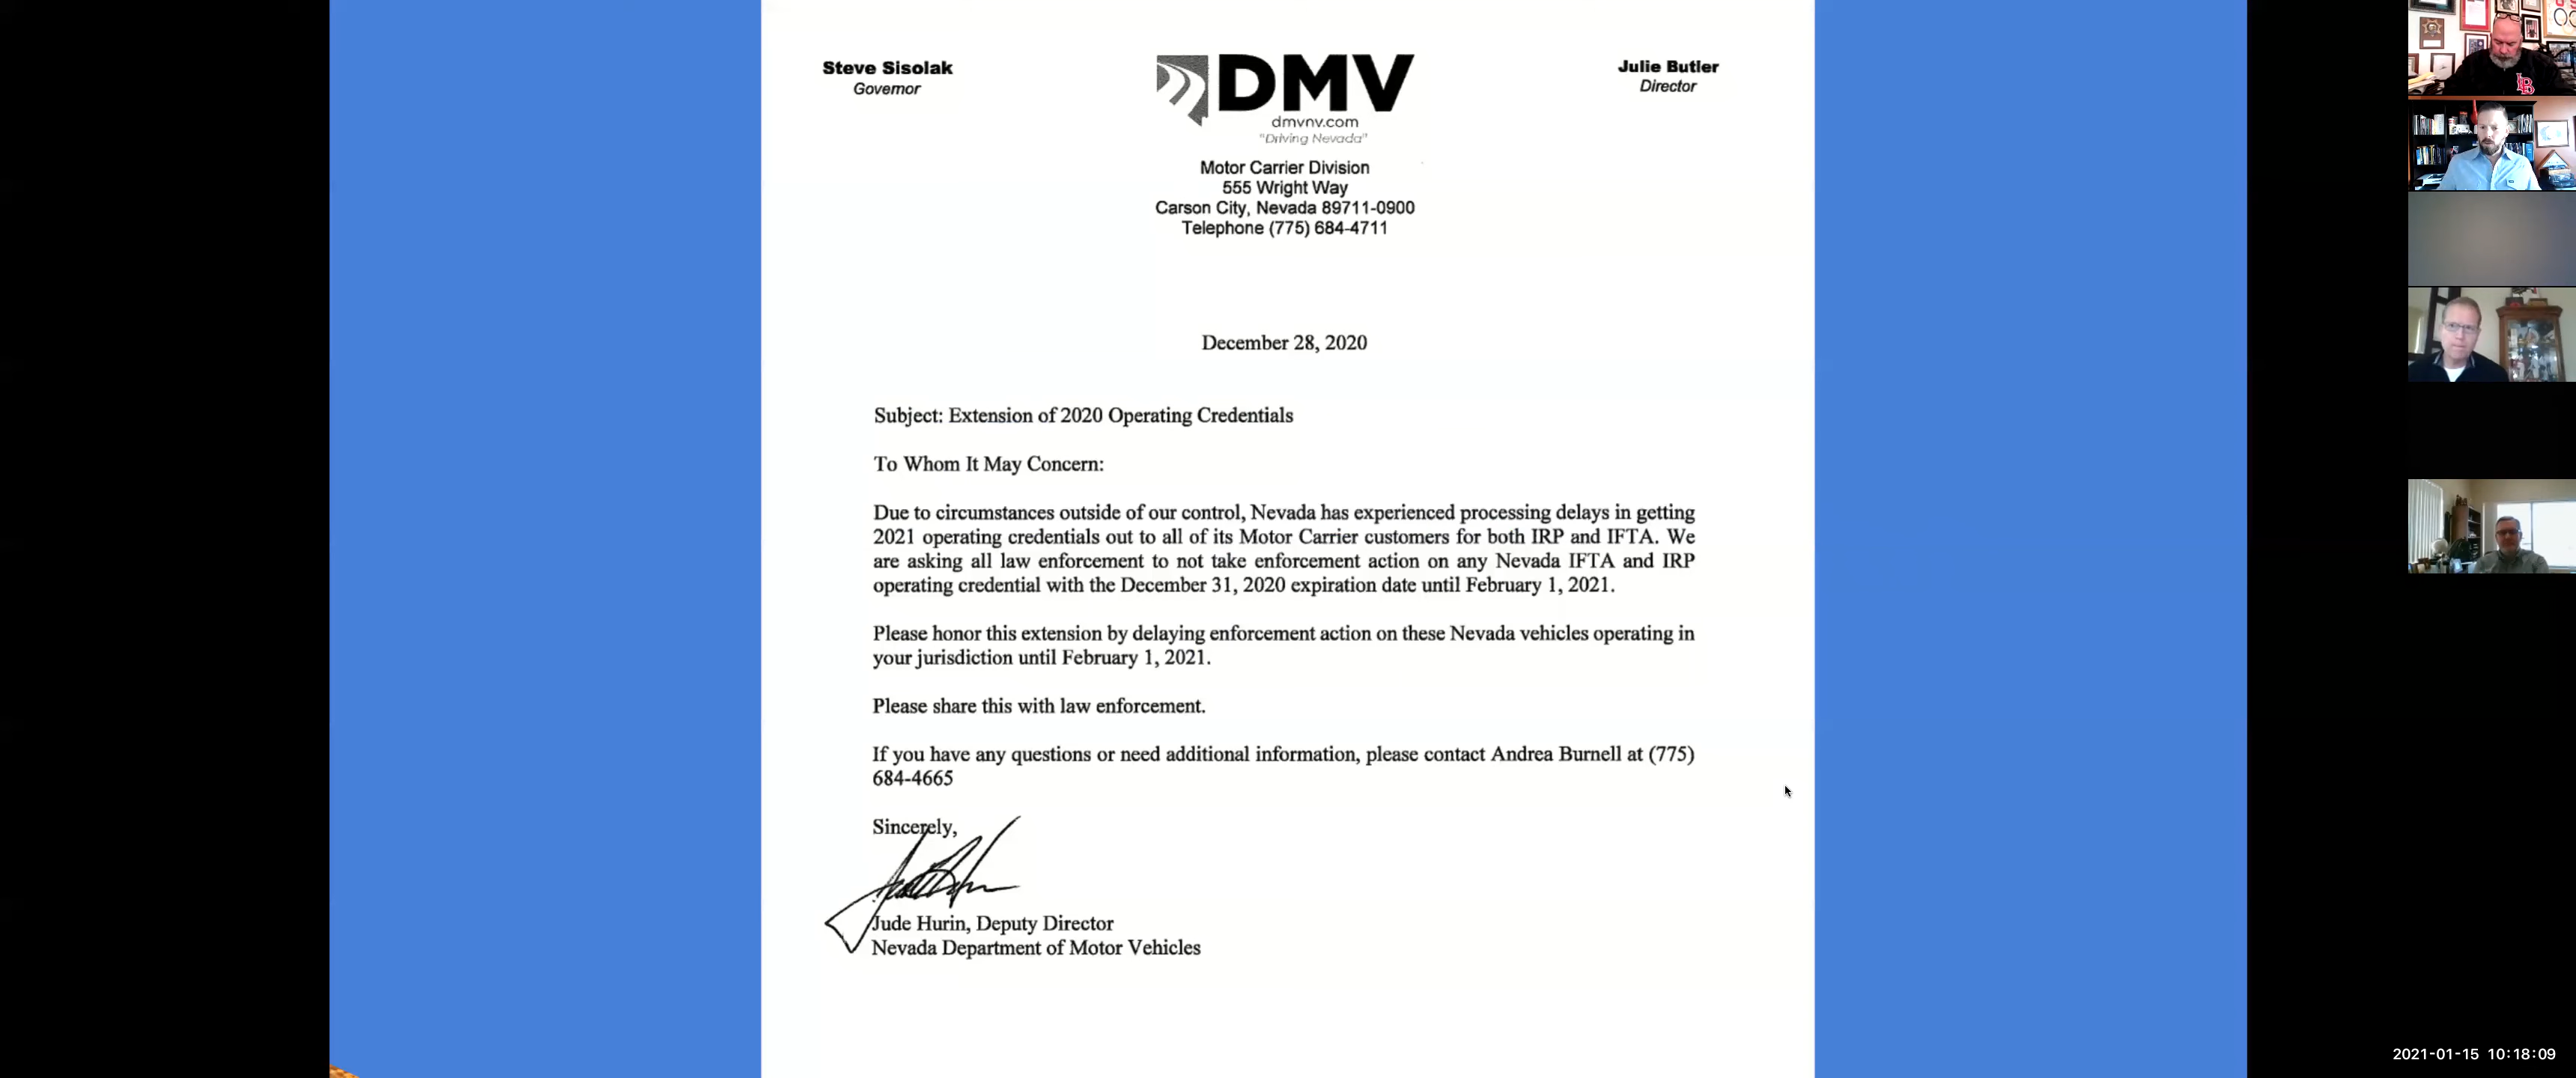 Steve Sisolak
Governor
DMV
dmvnv.com
"Driving Nevada"
Julie Butler
Director
Motor Carrier Division
555 Wright Way
Carson City, Nevada 89711-0900
Telephone (775) 684-4711
December 28, 2020
Subject: Extension of 2020 Operating Credentials
To Whom It May Concern:
Due to circumstances outside of our control, Nevada has experienced processing delays in getting
2021 operating credentials out to all of its Motor Carrier customers for both IRP and IFTA. We
are asking all law enforcement to not take enforcement action on any Nevada IFTA and IRP
operating credential with the December 31, 2020 expiration date until February 1, 2021.
Please honor this extension by delaying enforcement action on these Nevada vehicles operating in
your jurisdiction until February 1, 2021.
Please share this with law enforcement.
If you have any questions or need additional information, please contact Andrea Burnell at (775)
684-4665
Sincerely,
Jude Hurin, Deputy Director
Nevada Department of Motor Vehicles
2021-01-15 10:18:09